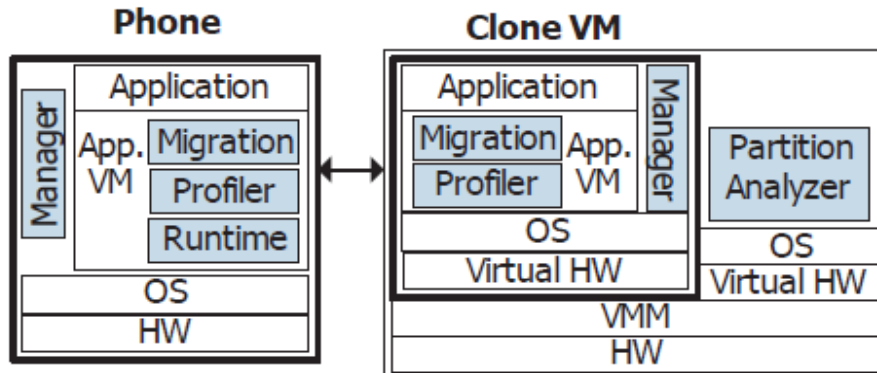 Phone
Manager
Application
App.
VM
Migration
Profiler
Runtime
OS
HW
Clone VM
Application
Migration
Profiler
App.
VM
Manager
OS
Virtual HW
Partition
Analyzer
OS
Virtual HW
VMM
HW